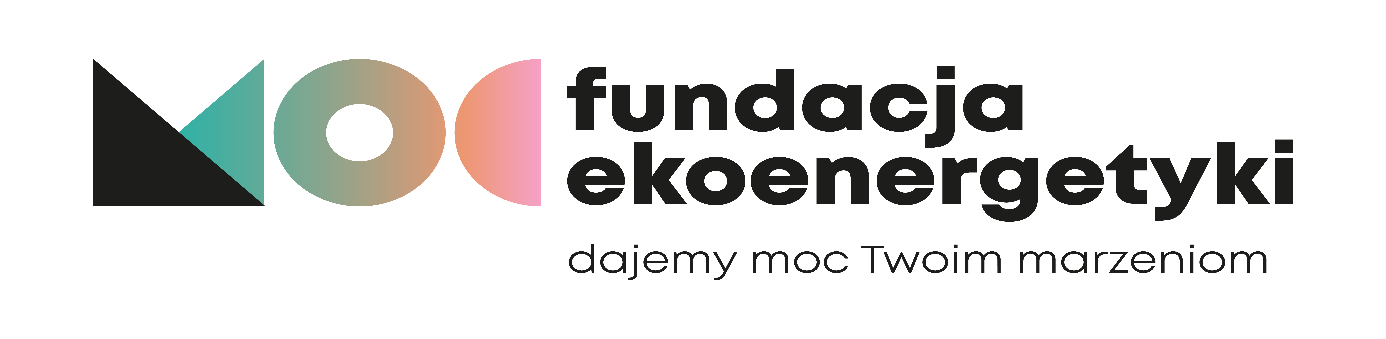 MOC
fundacja
ekoenergetyki
dajemy moc Twoim marzeniom